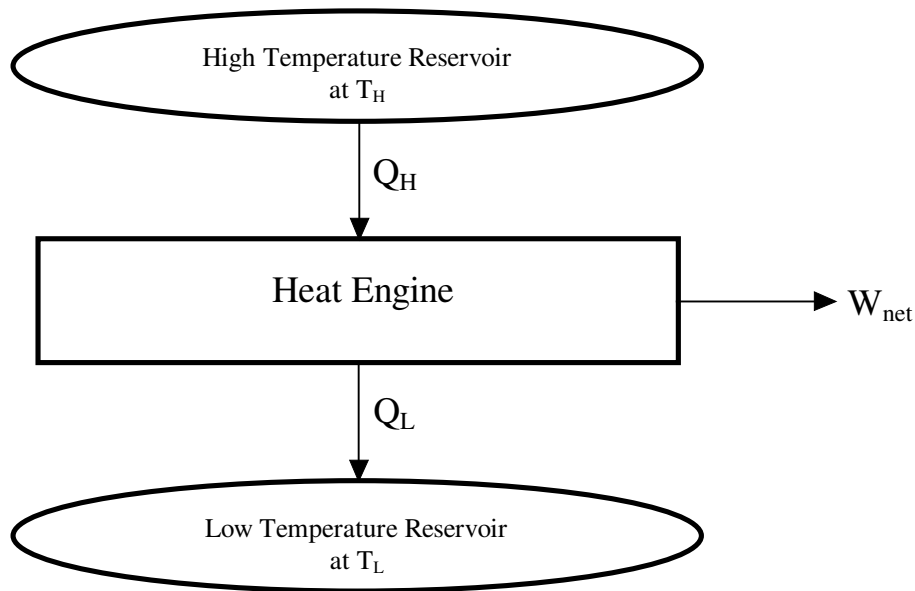 High Temperature Reservoir
at T_H
Q_H
Heat Engine
W_net
Q_L
Low Temperature Reservoir
at T_L